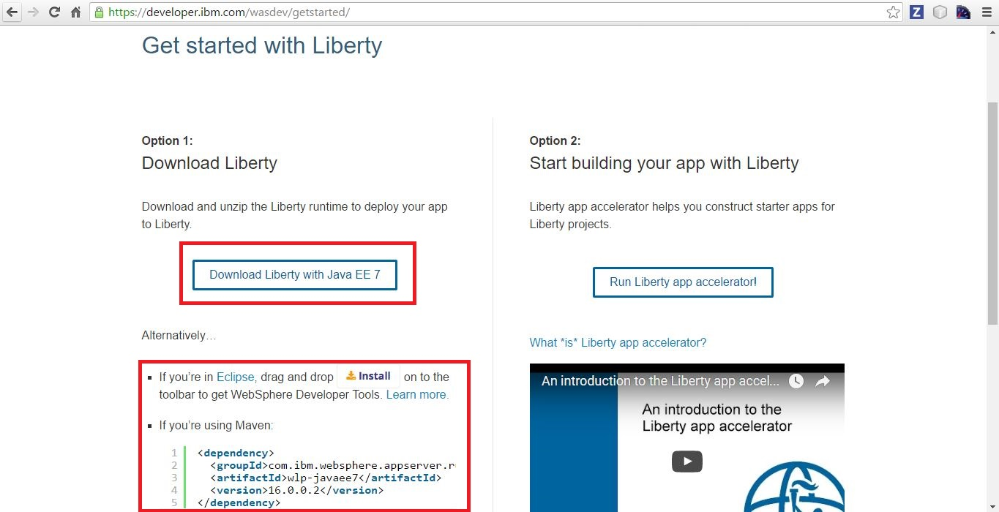 https://developer.ibm.com/wasdev/getstarted/
Z
Get started with Liberty
Option 1:
Download Liberty
Download and unzip the Liberty runtime to deploy your app
to Liberty.
Download Liberty with Java EE 7
Alternatively…
If you’re in Eclipse, drag and drop Install on to the
toolbar to get WebSphere Developer Tools. Learn more.
If you’re using Maven:
1 <dependency>
2 <groupId>com.ibm.websphere.appserver.r
3 <artifactId>wlp-javaee7</artifactId>
4 <version>16.0.0.2</version>
5 </dependency>
Option 2:
Start building your app with Liberty
Liberty app accelerator helps you construct starter apps for
Liberty projects.
Run Liberty app accelerator!
What *is* Liberty app accelerator?
An introduction to the Liberty app accel...
An introduction to the
Liberty app accelerator